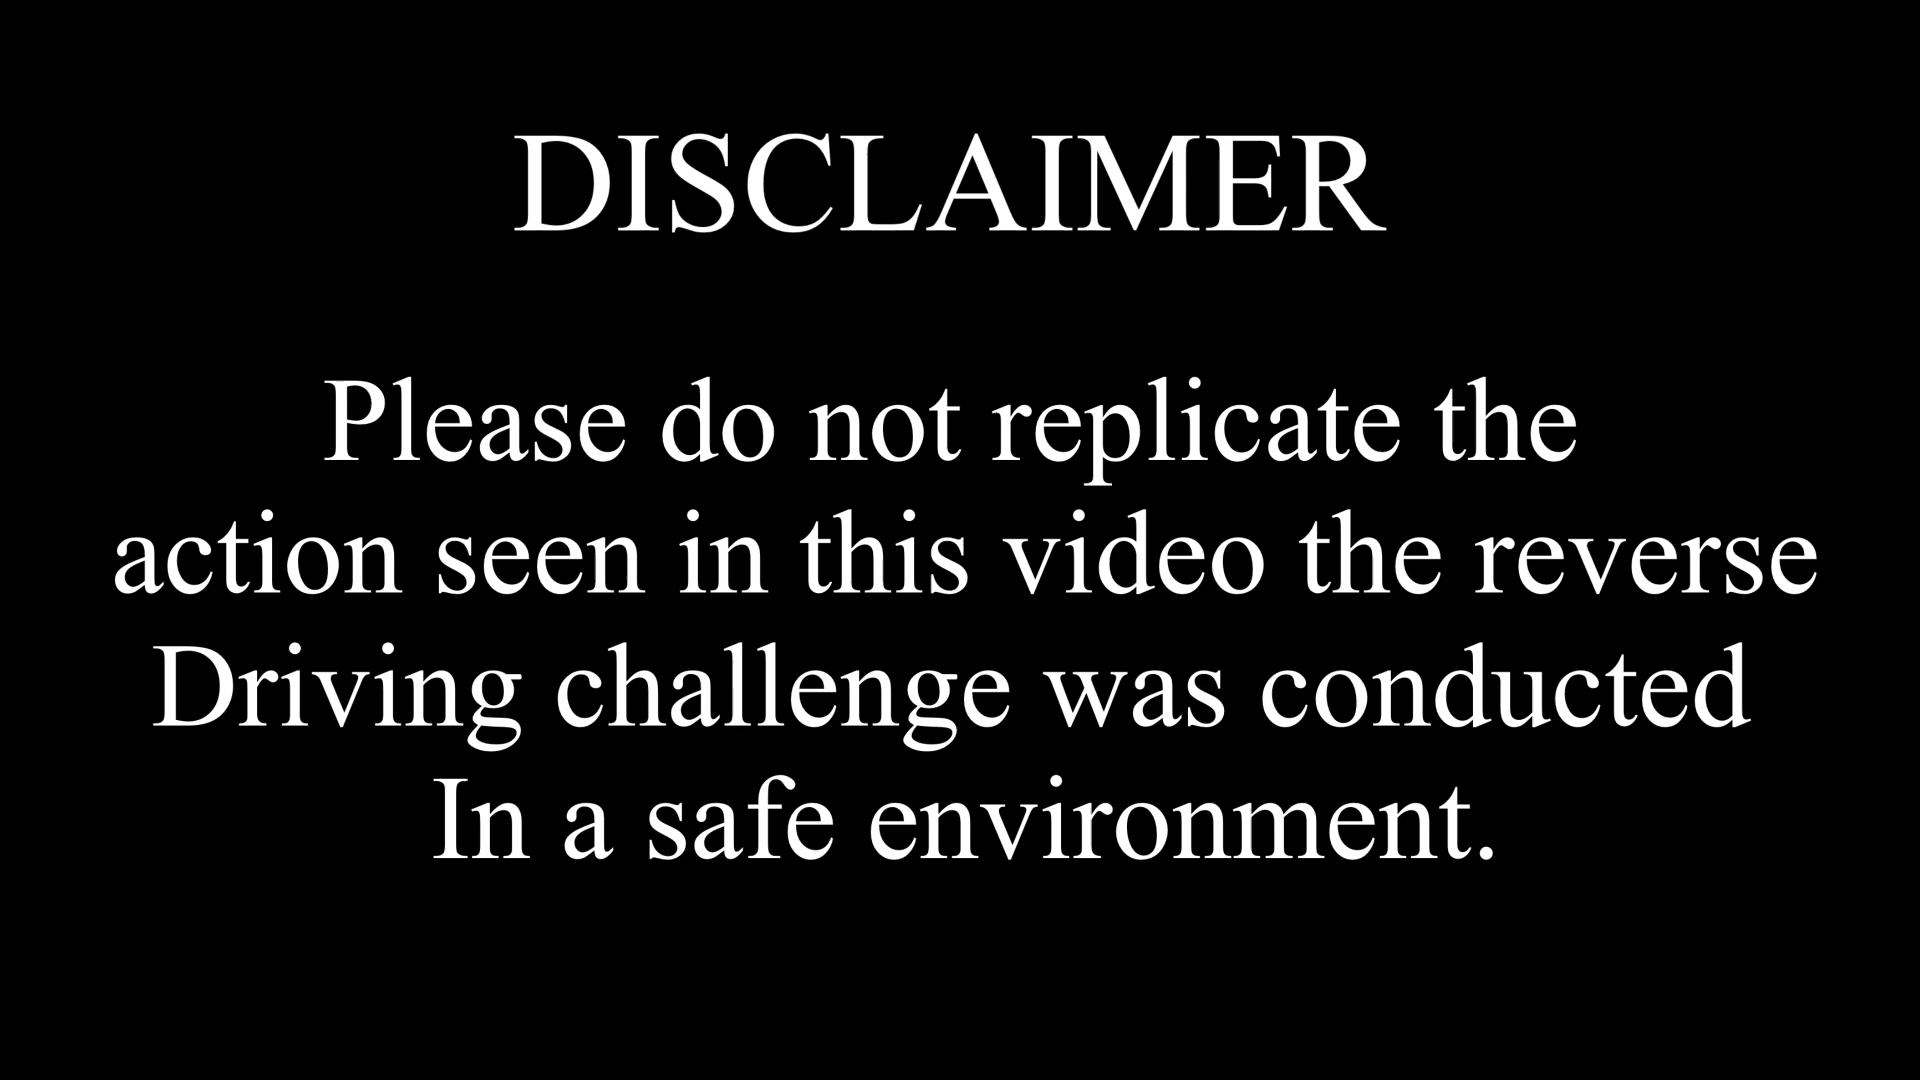 DISCLAIMER
Please do not replicate the
action seen in this video the reverse
Driving challenge was conducted
In a safe environment.